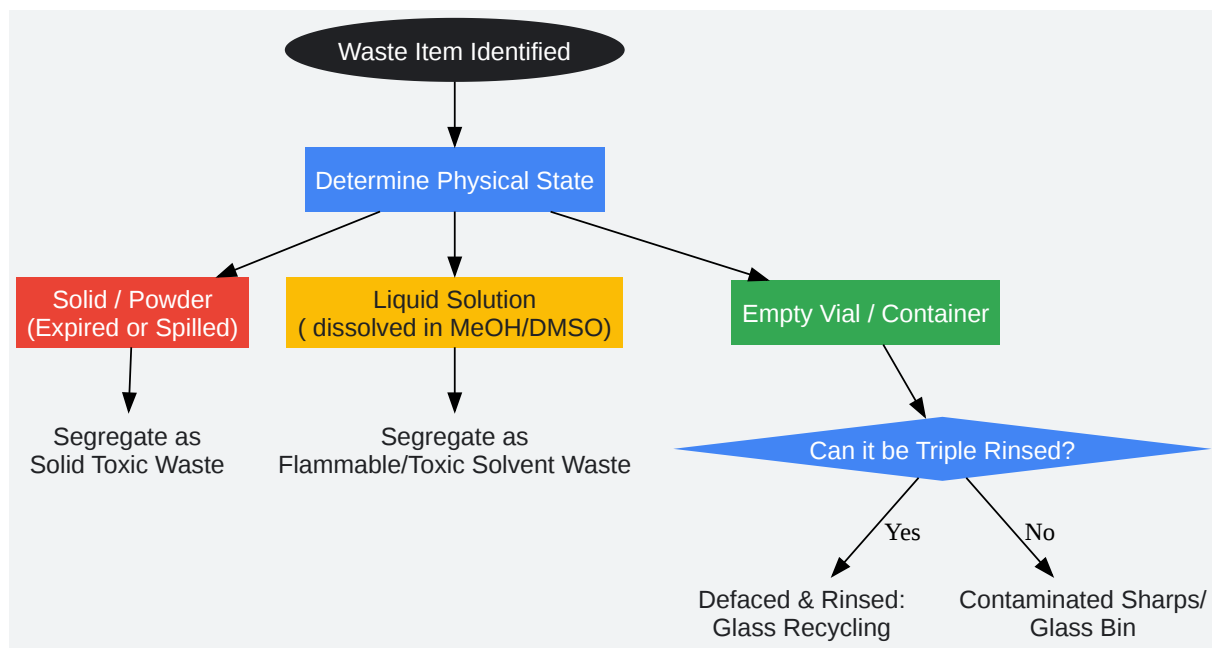 Waste Item Identified
Determine Physical State
Solid / Powder
(Expired or Spilled)
Liquid Solution
( dissolved in MeOH/DMSO)
Empty Vial / Container
Segregate as
Solid Toxic Waste
Segregate as
Flammable/Toxic Solvent Waste
Can it be Triple Rinsed?
Yes
No
Defaced & Rinsed:
Glass Recycling
Contaminated Sharps/
Glass Bin